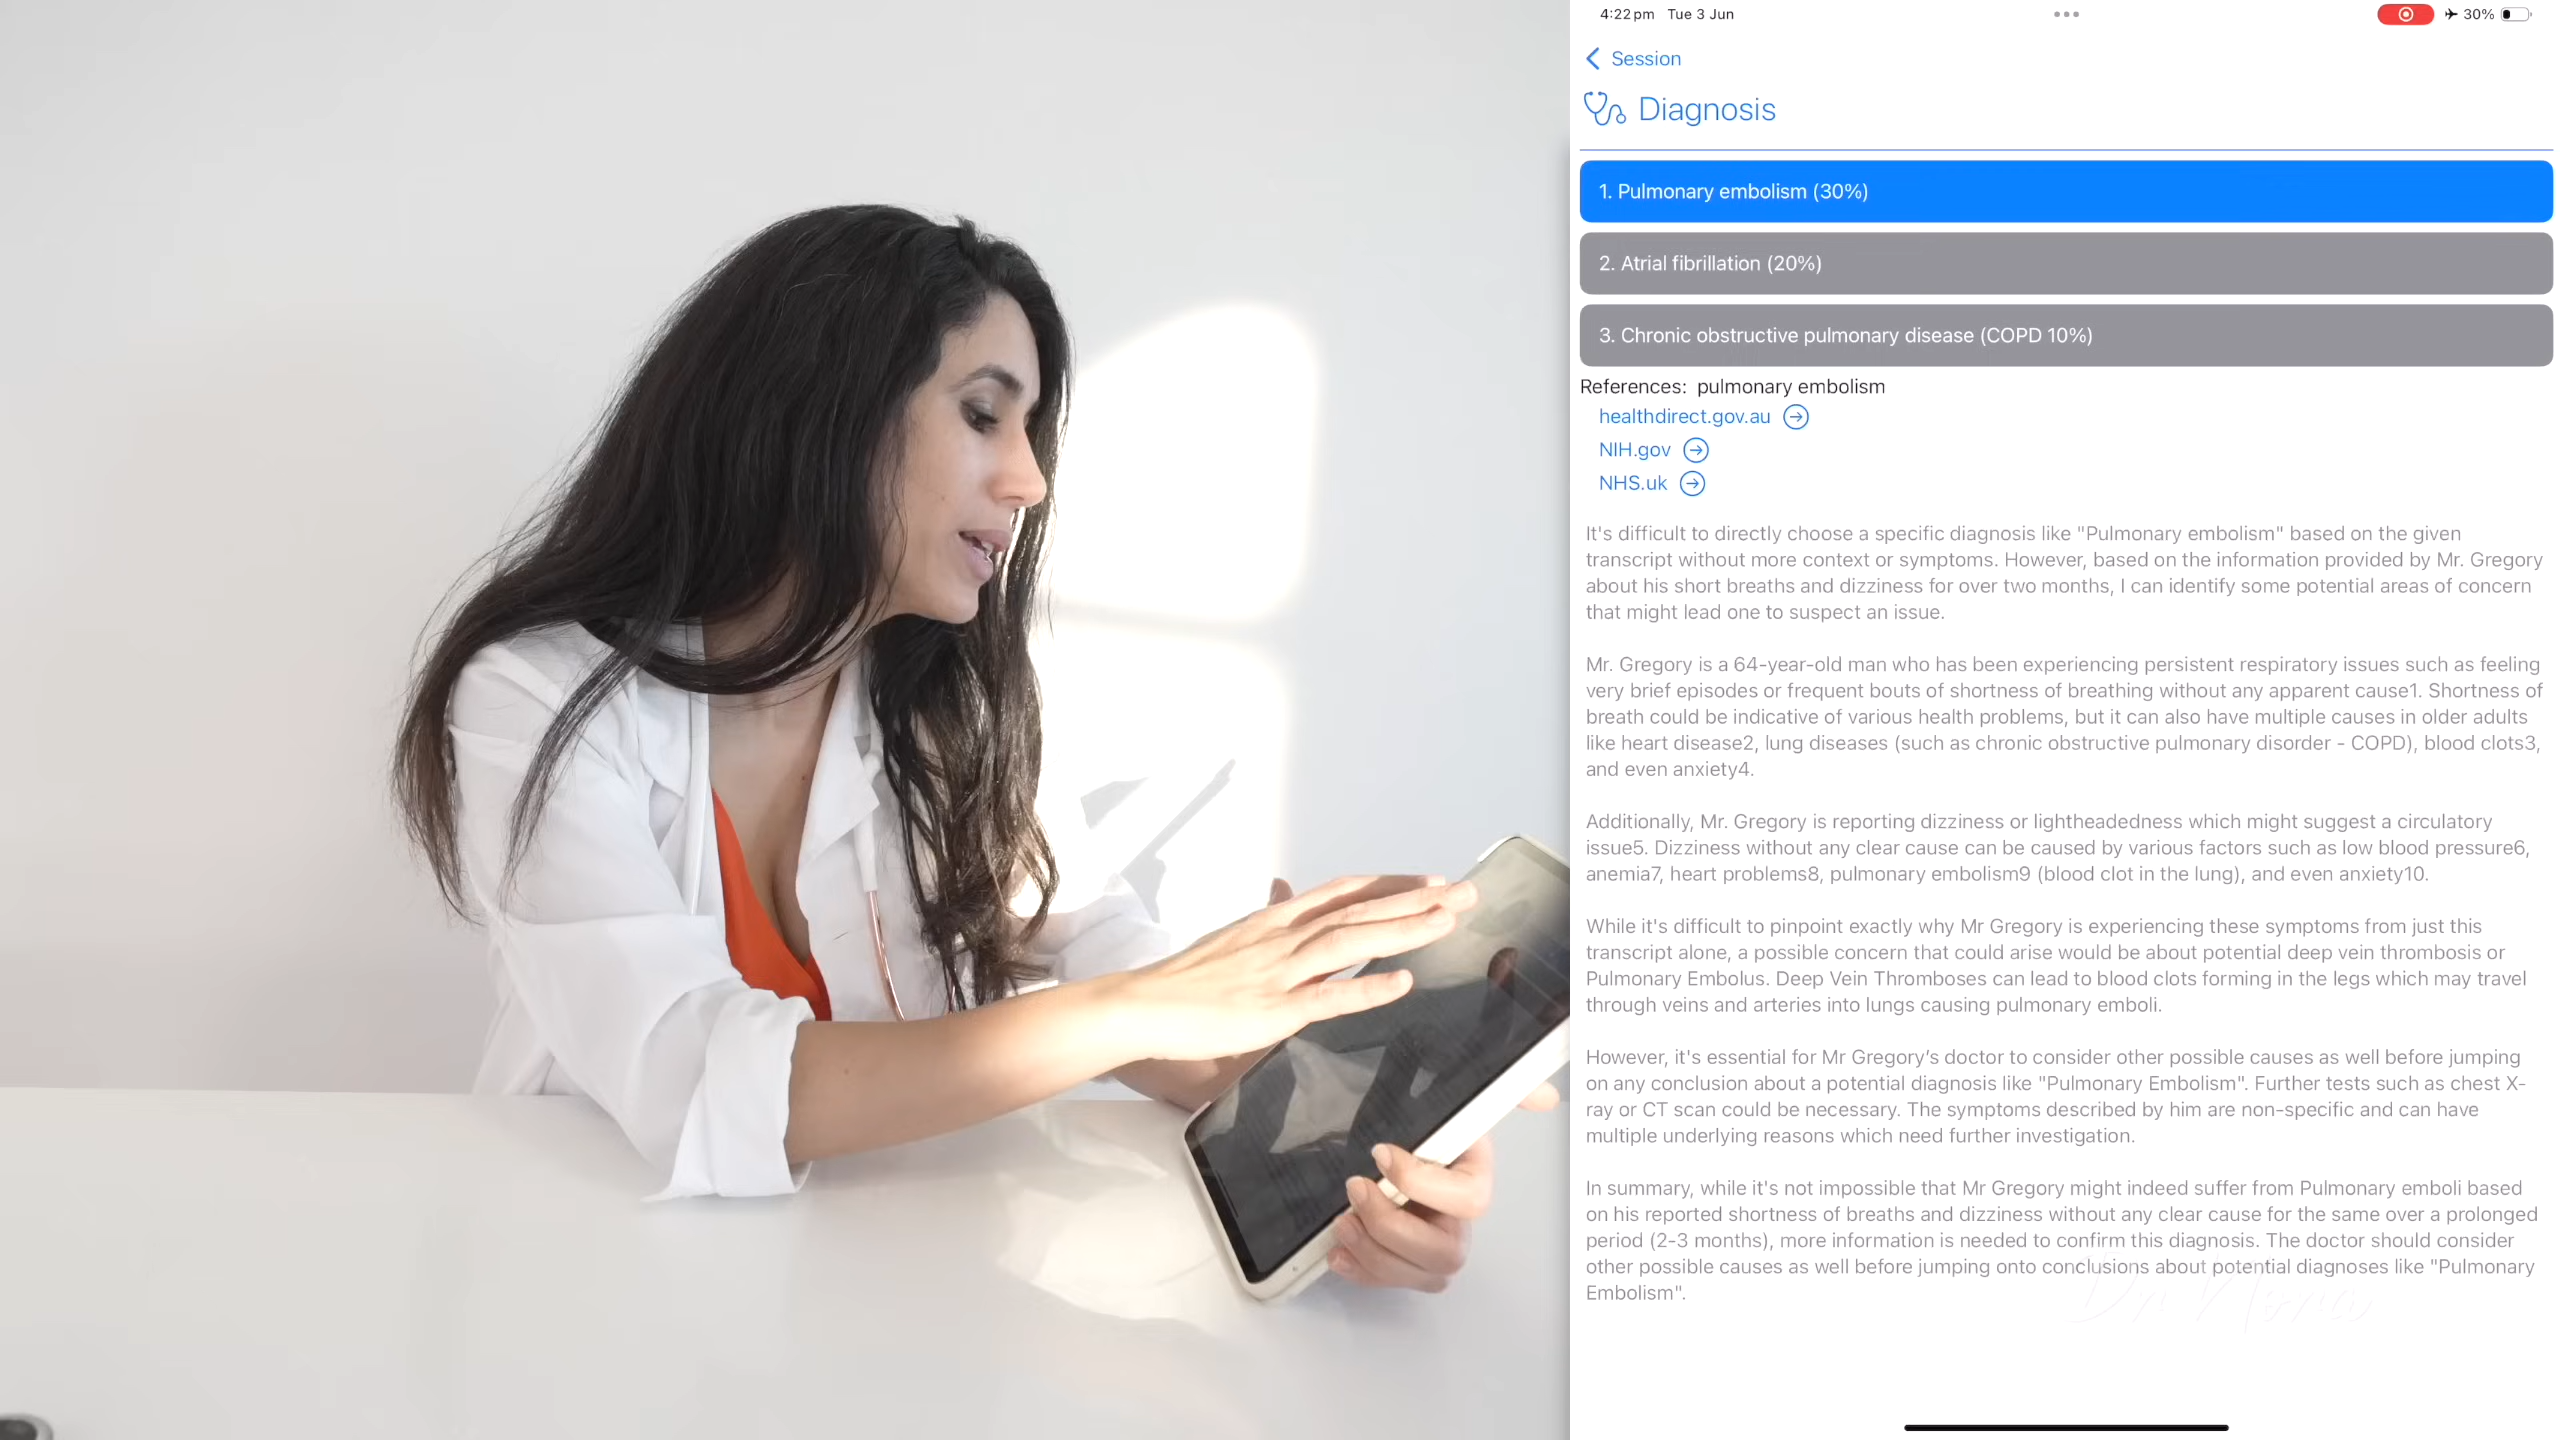 4:22 pm Tue 3 Jun
30%
Session
Diagnosis
1. Pulmonary embolism (30%)
2. Atrial fibrillation (20%)
3. Chronic obstructive pulmonary disease (COPD 10%)
References: pulmonary embolism
healthdirect.gov.au
NIH.gov
NHS.uk
It's difficult to directly choose a specific diagnosis like "Pulmonary embolism" based on the given
transcript without more context or symptoms. However, based on the information provided by Mr. Gregory
about his short breaths and dizziness for over two months, I can identify some potential areas of concern
that might lead one to suspect an issue.
Mr. Gregory is a 64-year-old man who has been experiencing persistent respiratory issues such as feeling
very brief episodes or frequent bouts of shortness of breathing without any apparent cause1. Shortness of
breath could be indicative of various health problems, but it can also have multiple causes in older adults
like heart disease2, lung diseases (such as chronic obstructive pulmonary disorder - COPD), blood clots3,
and even anxiety4.
Additionally, Mr. Gregory is reporting dizziness or lightheadedness which might suggest a circulatory
issue5. Dizziness without any clear cause can be caused by various factors such as low blood pressure6,
anemia7, heart problems8, pulmonary embolism9 (blood clot in the lung), and even anxiety10.
While it's difficult to pinpoint exactly why Mr Gregory is experiencing these symptoms from just this
transcript alone, a possible concern that could arise would be about potential deep vein thrombosis or
Pulmonary Embolus. Deep Vein Thromboses can lead to blood clots forming in the legs which may travel
through veins and arteries into lungs causing pulmonary emboli.
However, it's essential for Mr Gregory’s doctor to consider other possible causes as well before jumping
on any conclusion about a potential diagnosis like "Pulmonary Embolism". Further tests such as chest X-
ray or CT scan could be necessary. The symptoms described by him are non-specific and can have
multiple underlying reasons which need further investigation.
In summary, while it's not impossible that Mr Gregory might indeed suffer from Pulmonary emboli based
on his reported shortness of breaths and dizziness without any clear cause for the same over a prolonged
period (2-3 months), more information is needed to confirm this diagnosis. The doctor should consider
other possible causes as well before jumping onto conclusions about potential diagnoses like "Pulmonary
Embolism".